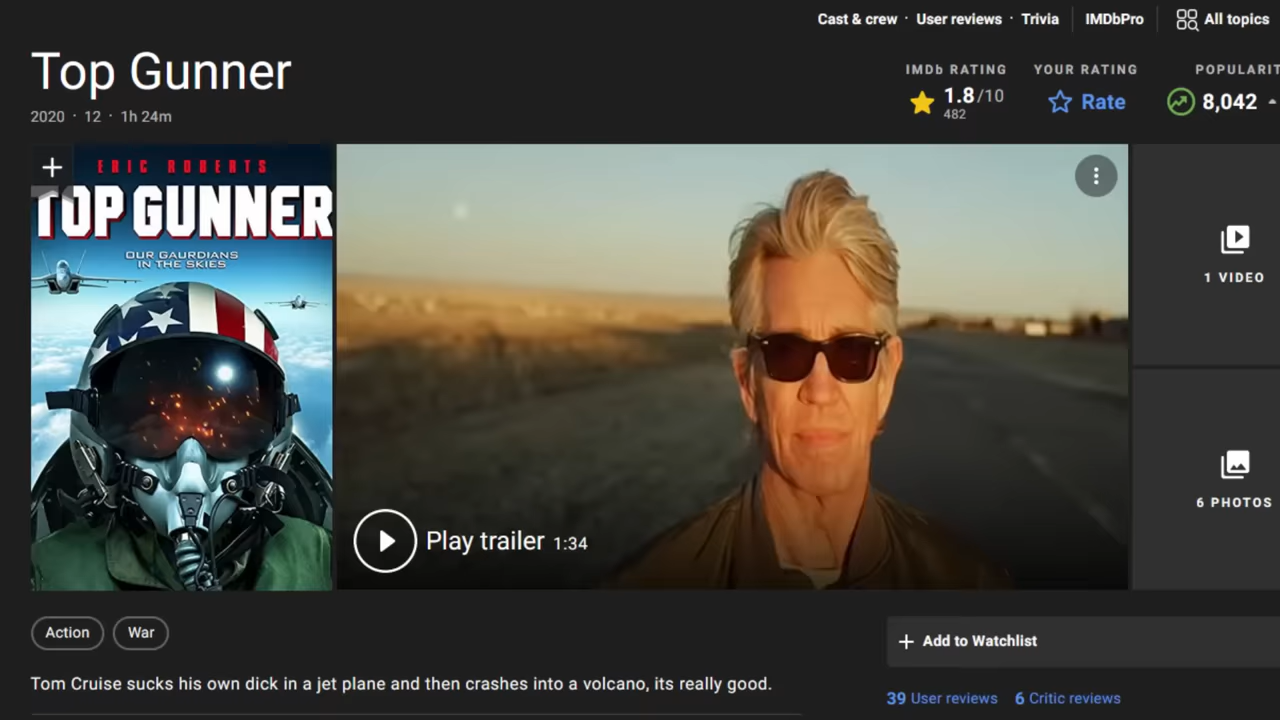 Cast & crew · User reviews · Trivia IMDbPro All topics
Top Gunner
IMDb RATING YOUR RATING POPULARIT
1.8/10 Rate 8,042
482
2020 · 12 · 1h 24m
ERIC ROBERTS
TOP GUNNER
OUR GAURDIANS
IN THE SKIES
1 VIDEO
6 PHOTOS
Play trailer 1:34
Action War
Add to Watchlist
Tom Cruise sucks his own dick in a jet plane and then crashes into a volcano, its really good.
39 User reviews 6 Critic reviews